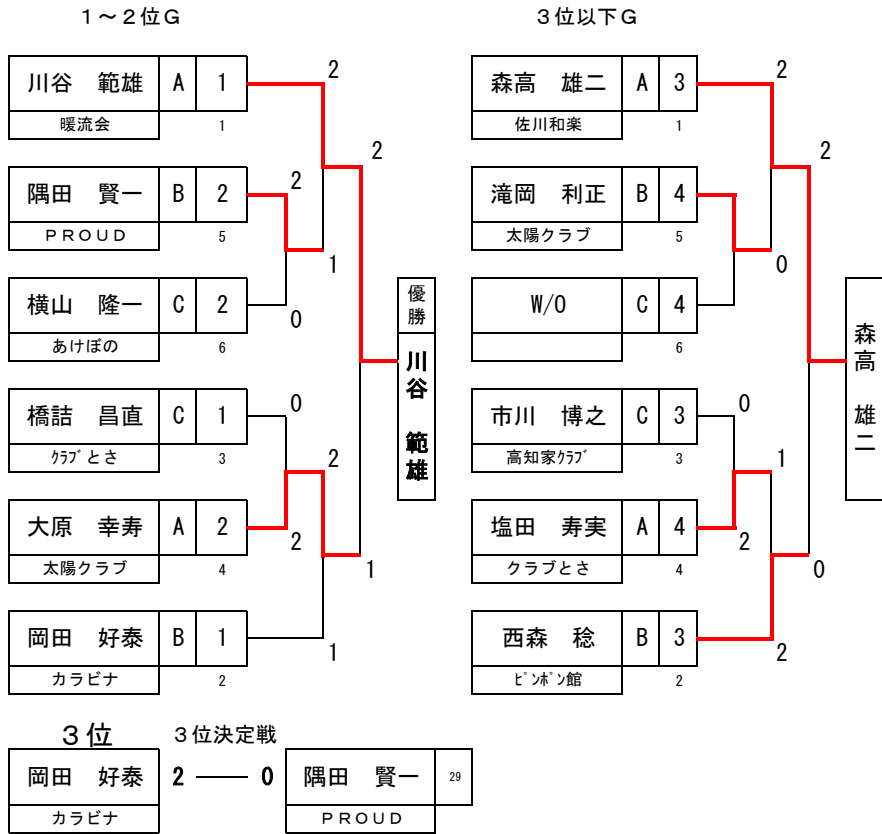 １～２位G
川谷　範雄 A 1
暖流会 1
隅田　賢一 B 2
ＰＲＯＵＤ 5
横山　隆一 C 2
あけぼの 6
橋詰　昌直 C 1
ｸﾗﾌﾞとさ 3
大原　幸寿 A 2
太陽クラブ 4
岡田　好泰 B 1
カラビナ 2
2
2
1
0
2
0
2
2
1
1
優勝
川谷　範雄
３位以下G
森高　雄二 A 3
佐川和楽 1
滝岡　利正 B 4
太陽クラブ 5
W/O C 4
6
市川　博之 C 3
高知家ｸﾗﾌﾞ 3
塩田　寿実 A 4
クラブとさ 4
西森　稔 B 3
ﾋﾟﾝﾎﾟﾝ館 2
2
2
0
0
1
2
0
2
森高　雄二
３位 ３位決定戦
岡田　好泰 2 ―― 0 隅田　賢一 29
カラビナ ＰＲＯＵＤ